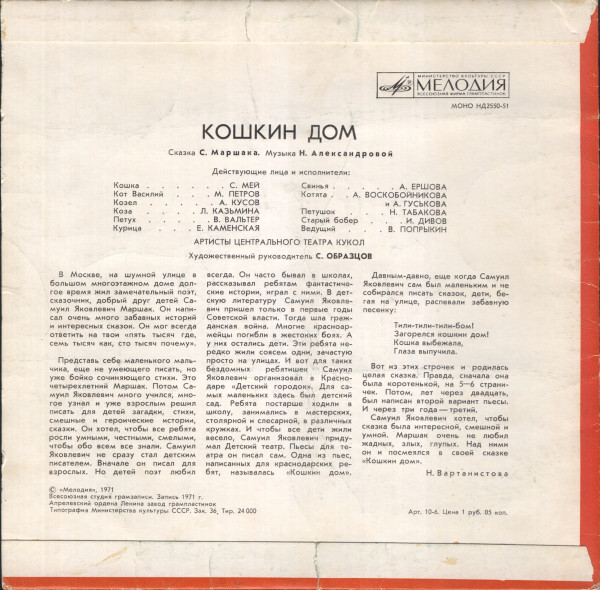 МИНИСТЕРСТВО КУЛЬТУРЫ СССР
МЕЛОДИЯ
ВСЕСОЮЗНАЯ ФИРМА ГРАМПЛАСТИНОК
МОНО НД2550-51
КОШКИН ДОМ
Сказка С. Маршака. Музыка Н. Александровой
Действующие лица и исполнители:
Кошка . . . . . . С. МЕЙ
Кот Василий . . . . М. ПЕТРОВ
Козел . . . . . А. КУСОВ
Коза . . . . Л. КАЗЬМИНА
Петух . . . . В. ВАЛЬТЕР
Курица . . . Е. КАМЕНСКАЯ
Свинья . . . . . А. ЕРШОВА
Котята . . А. ВОСКОБОЙНИКОВА
и А. ГУСЬКОВА
Петушок . . . . Н. ТАБАКОВА
Старый бобер . . . И. ДИВОВ
Ведущий . . . В. ПОПРЫКИН
АРТИСТЫ ЦЕНТРАЛЬНОГО ТЕАТРА КУКОЛ
Художественный руководитель С. ОБРАЗЦОВ
В Москве, на шумной улице в
большом многоэтажном доме дол-
гое время жил замечательный поэт,
сказочник, добрый друг детей Са-
муил Яковлевич Маршак. Он напи-
сал очень много забавных историй
и интересных сказок. Он мог всегда
ответить на твои «пять тысяч где,
семь тысяч как, сто тысяч почему».
Представь себе маленького маль-
чика, еще не умеющего писать, но
уже бойко сочиняющего стихи. Это
четырехлетний Маршак. Потом Са-
муил Яковлевич много учился, мно-
гое узнал и уже взрослым решил
писать для детей загадки, стихи,
смешные и героические истории,
сказки. Он хотел, чтобы все ребята
росли умными, честными, смелыми,
чтобы обо всем все знали. Самуил
Яковлевич не сразу стал детским
писателем. Вначале он писал для
взрослых. Но детей поэт любил
всегда. Он часто бывал в школах,
рассказывал ребятам фантастиче-
ские истории, играл с ними. В дет-
скую литературу Самуил Яковле-
вич пришел только в первые годы
Советской власти. Тогда шла граж-
данская война. Многие красноар-
мейцы погибли в жестоких боях. А
у них остались дети. Эти ребята не-
редко жили совсем одни, зачастую
просто на улицах. И вот для таких
бездомных ребятишек Самуил
Яковлевич организовал в Красно-
даре «Детский городок». Для са-
мых маленьких здесь был детский
сад. Ребята постарше ходили в
школу, занимались в мастерских,
столярной и слесарной, в различных
кружках. И чтобы все дети жили
весело, Самуил Яковлевич приду-
мал Детский театр. Пьесы для те-
атра он писал сам. Одна из пьес,
написанных для краснодарских ре-
бят, называлась «Кошкин дом».
Давным-давно, еще когда Самуил
Яковлевич сам был маленьким и не
собирался писать сказок, дети, бе-
гая на улице, распевали забавную
песенку:
Тили-тили-тили-бом!
Загорелся кошкин дом!
Кошка выбежала,
Глаза выпучила.
Вот из этих строчек и родилась
целая сказка. Правда, сначала она
была коротенькой, на 5—6 страни-
чек. Потом, лет через двадцать,
был написан второй вариант пьесы.
И через три года — третий.
Самуил Яковлевич хотел, чтобы
сказка была интересной, смешной и
умной. Маршак очень не любил
жадных, злых, глупых. Над ними
он и посмеялся в своей сказке
«Кошкин дом».
Н. Вартанистова
© «Мелодия», 1971
Всесоюзная студия грамзаписи. Запись 1971 г.
Апрелевский ордена Ленина завод грампластинок
Типография Министерства культуры СССР. Зак. 36, Тир. 24 000
Арт. 10-6. Цена 1 руб. 05 коп.